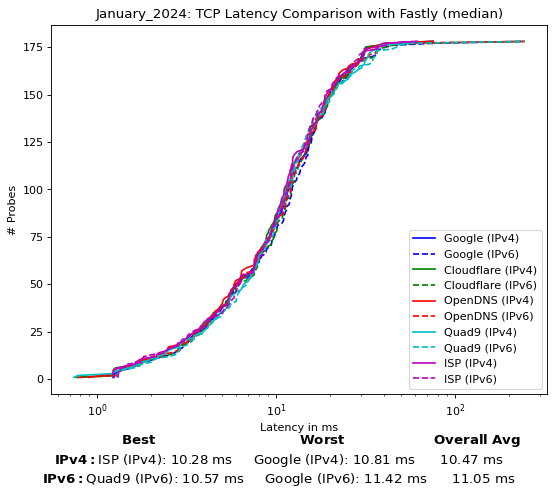 January_2024: TCP Latency Comparison with Fastly (median)
175
150
125
100
75
50
25
0
# Probes
10⁰ 10¹ 10²
Latency in ms
Google (IPv4)
Google (IPv6)
Cloudflare (IPv4)
Cloudflare (IPv6)
OpenDNS (IPv4)
OpenDNS (IPv6)
Quad9 (IPv4)
Quad9 (IPv6)
ISP (IPv4)
ISP (IPv6)
Best Worst Overall Avg
IPv4: ISP (IPv4): 10.28 ms Google (IPv4): 10.81 ms 10.47 ms
IPv6: Quad9 (IPv6): 10.57 ms Google (IPv6): 11.42 ms 11.05 ms